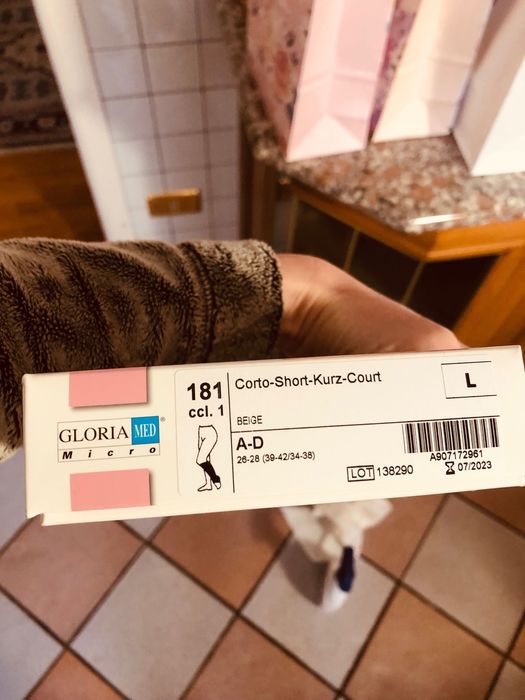 GLORIA MED®
Micro
181
ccl. 1
Corto-Short-Kurz-Court
L
BEIGE
A-D
26-28 (39-42/34-38)
A907172961
LOT 138290
07/2023